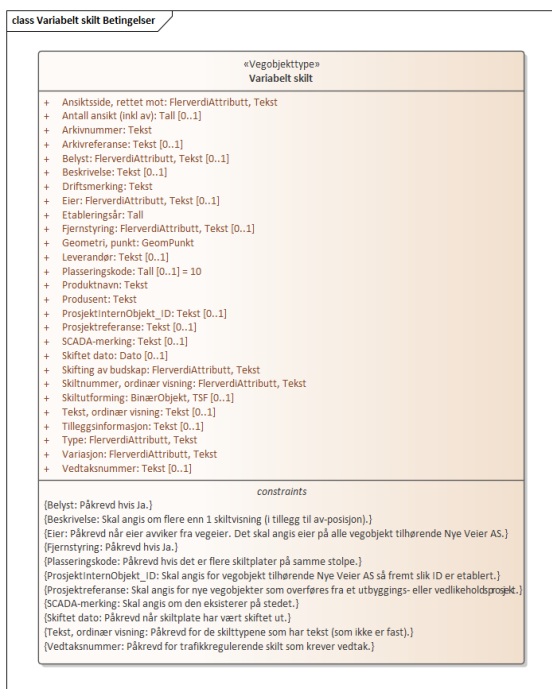 class Variabelt skilt Betingelser
«Vegobjekttype»
Variabelt skilt
+ Ansiktsside, rettet mot: FlerverdiAttributt, Tekst
+ Antall ansikt (inkl av): Tall [0..1]
+ Arkivnummer: Tekst
+ Arkivreferanse: Tekst [0..1]
+ Belyst: FlerverdiAttributt, Tekst [0..1]
+ Beskrivelse: Tekst [0..1]
+ Driftsmerking: Tekst
+ Eier: FlerverdiAttributt, Tekst [0..1]
+ Etableringsår: Tall
+ Fjernstyring: FlerverdiAttributt, Tekst [0..1]
+ Geometri, punkt: GeomPunkt
+ Leverandør: Tekst [0..1]
+ Plasseringskode: Tall [0..1] = 10
+ Produktnavn: Tekst
+ Produsent: Tekst
+ ProsjektInternObjekt_ID: Tekst [0..1]
+ Prosjektreferanse: Tekst [0..1]
+ SCADA-merking: Tekst [0..1]
+ Skiftet dato: Dato [0..1]
+ Skifting av budskap: FlerverdiAttributt, Tekst
+ Skiltnummer, ordinær visning: FlerverdiAttributt, Tekst
+ Skiltutforming: BinærObjekt, TSF [0..1]
+ Tekst, ordinær visning: Tekst [0..1]
+ Tilleggsinformasjon: Tekst [0..1]
+ Type: FlerverdiAttributt, Tekst
+ Variasjon: FlerverdiAttributt, Tekst
+ Vedtaksnummer: Tekst [0..1]
constraints
{Belyst: Påkrevd hvis Ja.}
{Beskrivelse: Skal angis om flere enn 1 skiltvisning (i tillegg til av-posisjon).}
{Eier: Påkrevd når eier avviker fra vegeier. Det skal angis eier på alle vegobjekt tilhørende Nye Veier AS.}
{Fjernstyring: Påkrevd hvis Ja.}
{Plasseringskode: Påkrevd hvis det er flere skiltplater på samme stolpe.}
{ProsjektInternObjekt_ID: Skal angis for vegobjekt tilhørende Nye Veier AS så fremt slik ID er etablert.}
{Prosjektreferanse: Skal angis for nye vegobjekter som overføres fra et utbyggings- eller vedlikeholdsprosjekt.}
{SCADA-merking: Skal angis om den eksisterer på stedet.}
{Skiftet dato: Påkrevd når skiltplate har vært skiftet ut.}
{Tekst, ordinær visning: Påkrevd for de skilttypene som har tekst (som ikke er fast).}
{Vedtaksnummer: Påkrevd for trafikkregulerende skilt som krever vedtak.}